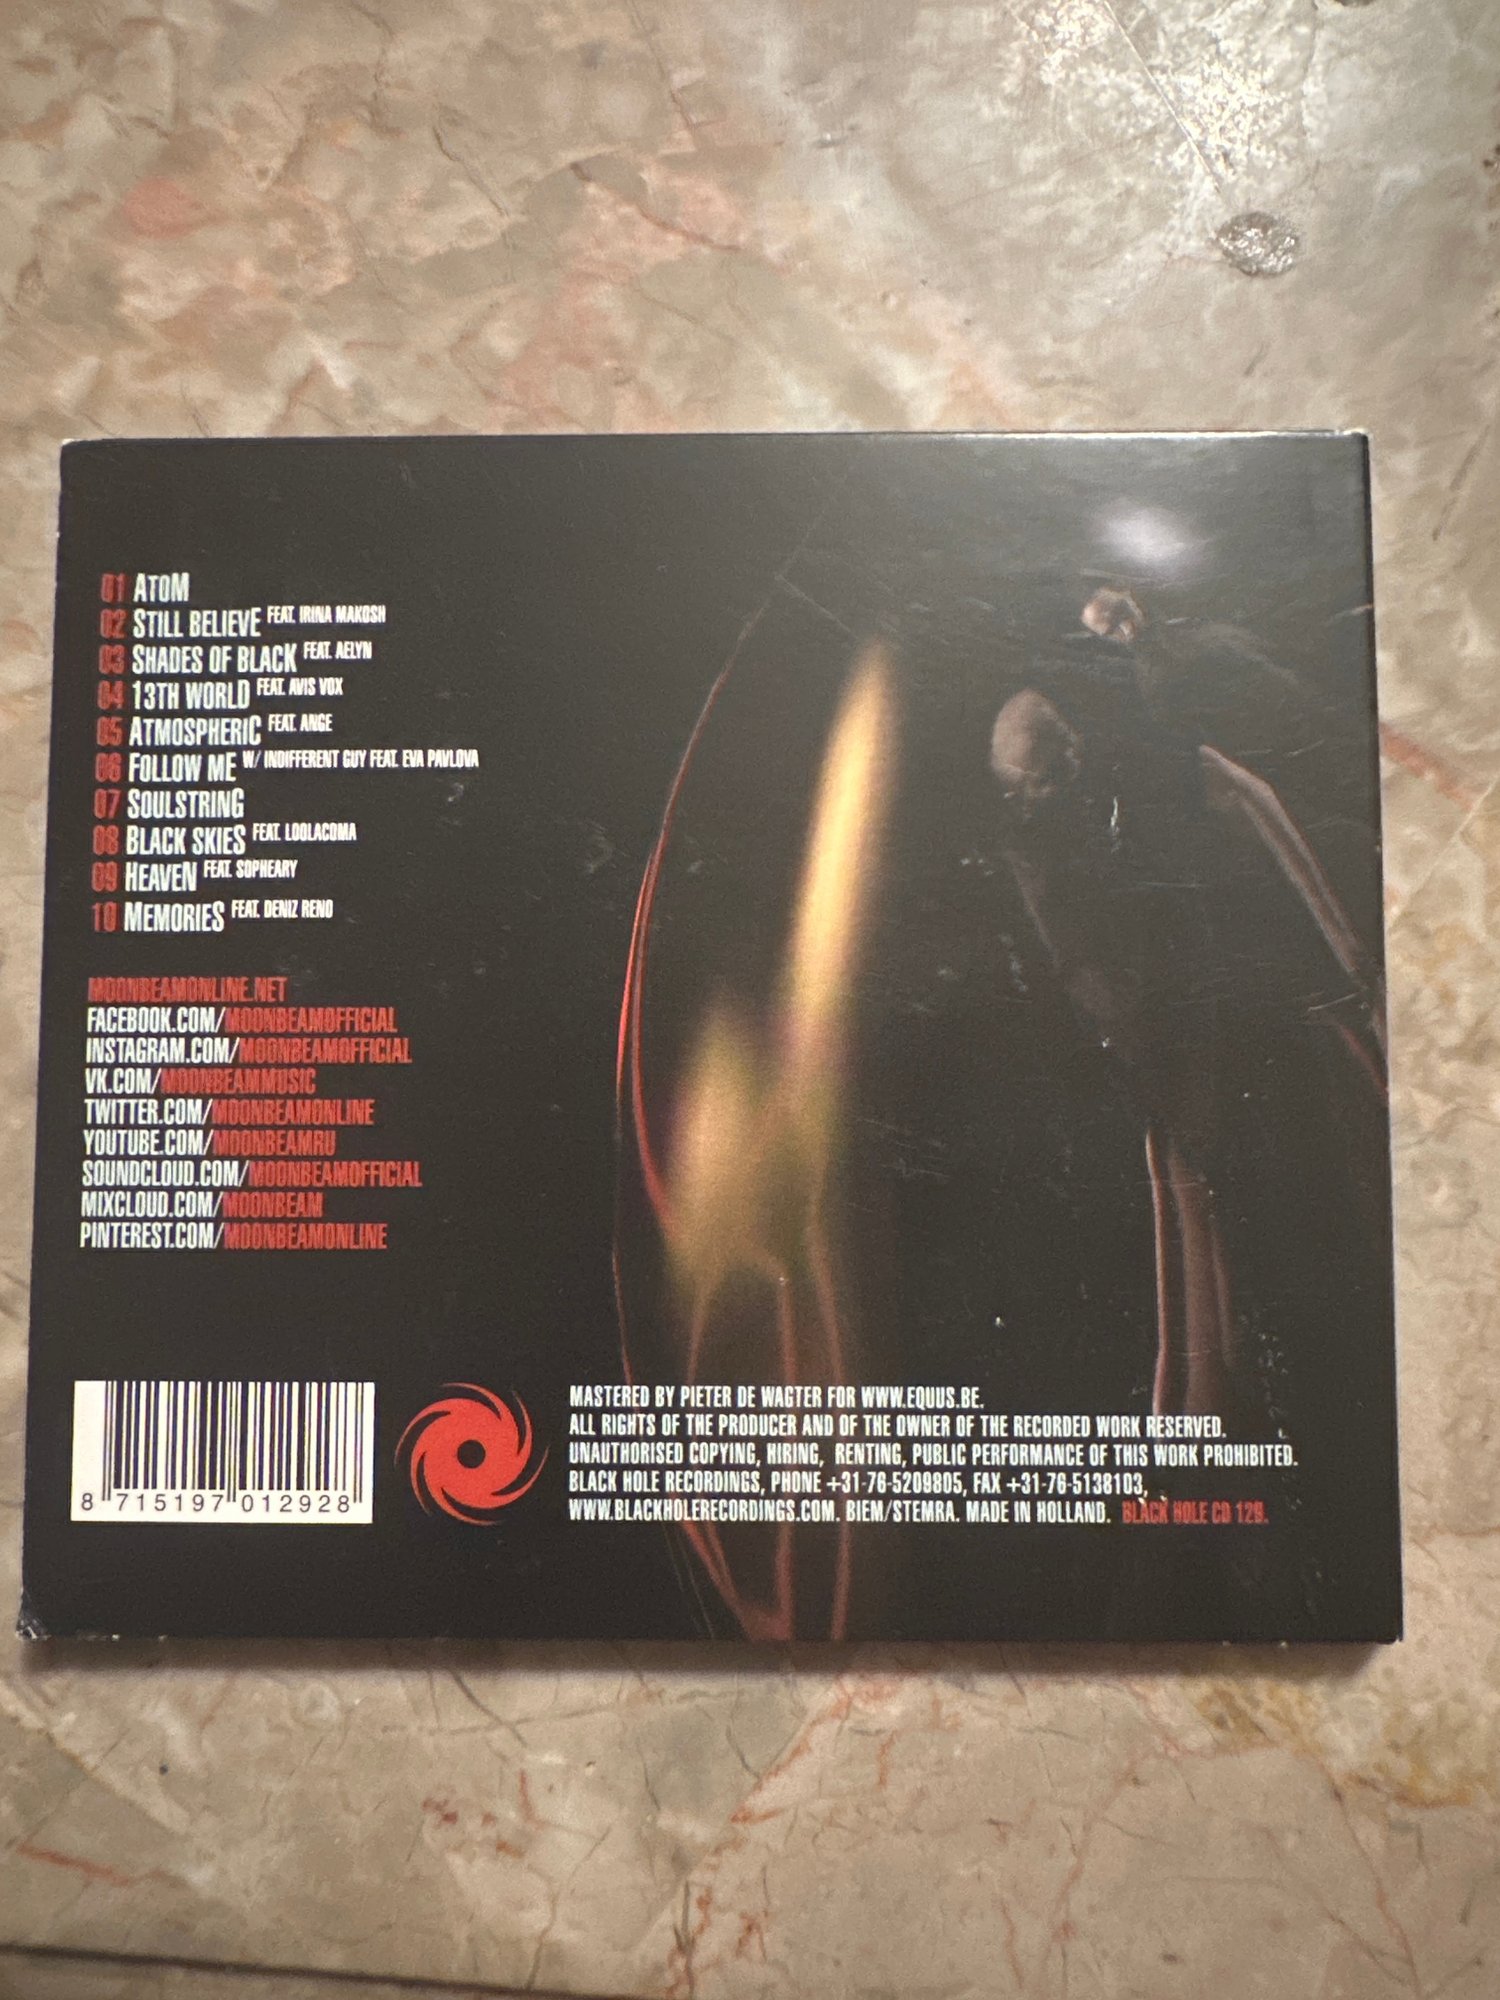 01 ATOM
02 STILL BELIEVE FEAT. IRINA MAKOSH
03 SHADES OF BLACK FEAT. AELYN
04 13TH WORLD FEAT. AVIS VOX
05 ATMOSPHERIC FEAT. ANGE
06 FOLLOW ME W/ INDIFFERENT GUY FEAT. EVA PAVLOVA
07 SOULSTRING
08 BLACK SKIES FEAT. LOOLACOMA
09 HEAVEN FEAT. SOPHEARY
10 MEMORIES FEAT. DENIZ RENO
MOONBEAMONLINE.NET
FACEBOOK.COM/MOONBEAMOFFICIAL
INSTAGRAM.COM/MOONBEAMOFFICIAL
VK.COM/MOONBEAMMUSIC
TWITTER.COM/MOONBEAMONLINE
YOUTUBE.COM/MOONBEAMRU
SOUNDCLOUD.COM/MOONBEAMOFFICIAL
MIXCLOUD.COM/MOONBEAM
PINTEREST.COM/MOONBEAMONLINE
8 715197 012928
MASTERED BY PIETER DE WAGTER FOR WWW.EQUUS.BE.
ALL RIGHTS OF THE PRODUCER AND OF THE OWNER OF THE RECORDED WORK RESERVED.
UNAUTHORISED COPYING, HIRING, RENTING, PUBLIC PERFORMANCE OF THIS WORK PROHIBITED.
BLACK HOLE RECORDINGS, PHONE +31-76-5209805, FAX +31-76-5138103,
WWW.BLACKHOLERECORDINGS.COM. BIEM/STEMRA. MADE IN HOLLAND. BLACK HOLE CD 129.